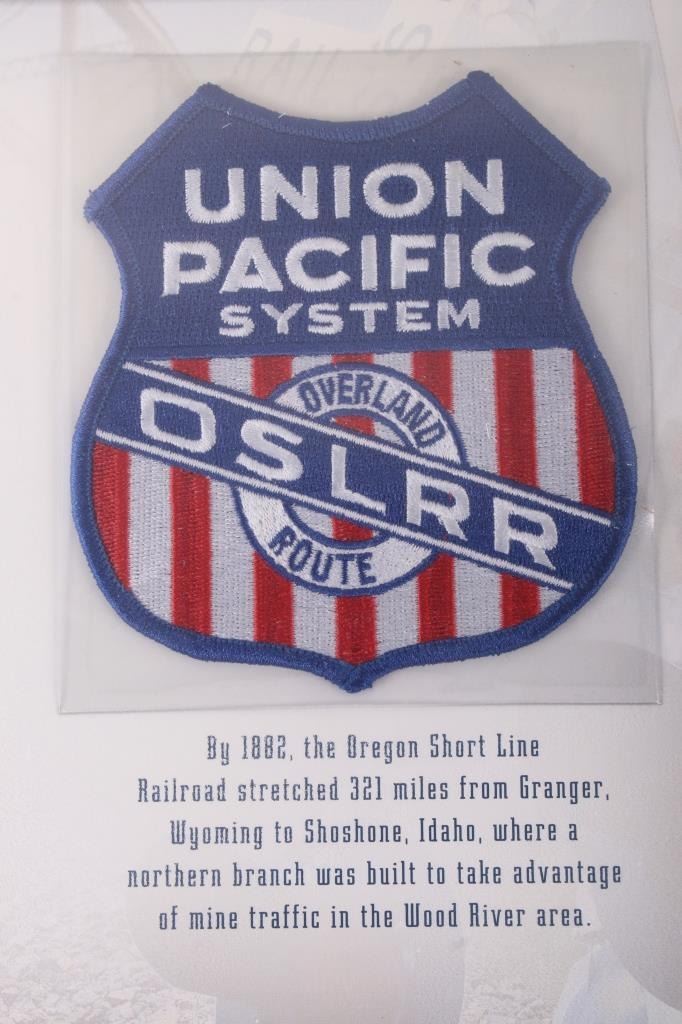 UNION
PACIFIC
SYSTEM
OVERLAND
OSLRR
ROUTE
By 1882, the Oregon Short Line
Railroad stretched 321 miles from Granger,
Wyoming to Shoshone, Idaho, where a
northern branch was built to take advantage
of mine traffic in the Wood River area.